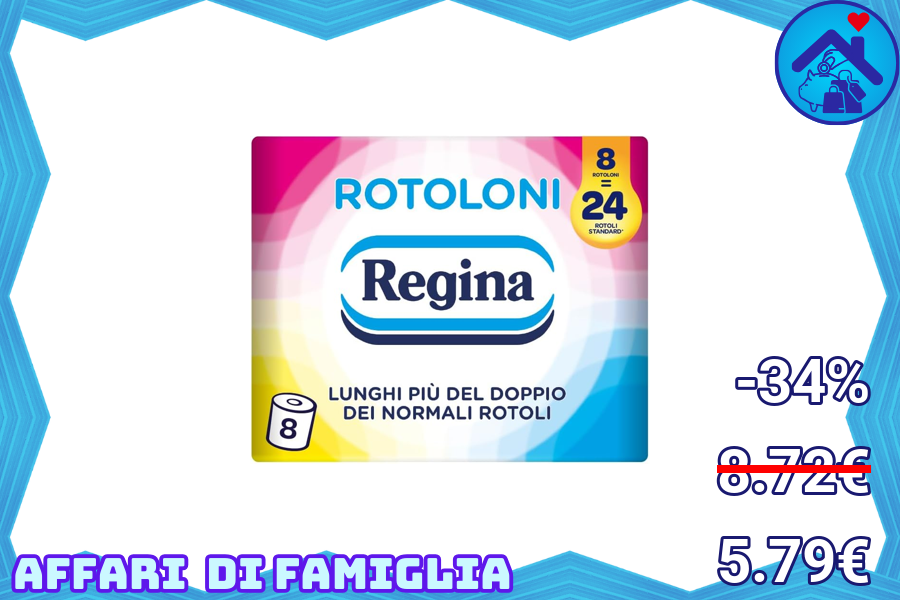 ROTOLONI
8
ROTOLONI
=
24
ROTOLI
STANDARD*
Regina
LUNGHI PIÙ DEL DOPPIO
DEI NORMALI ROTOLI
8
-34%
8.72€
5.79€
AFFARI DI FAMIGLIA